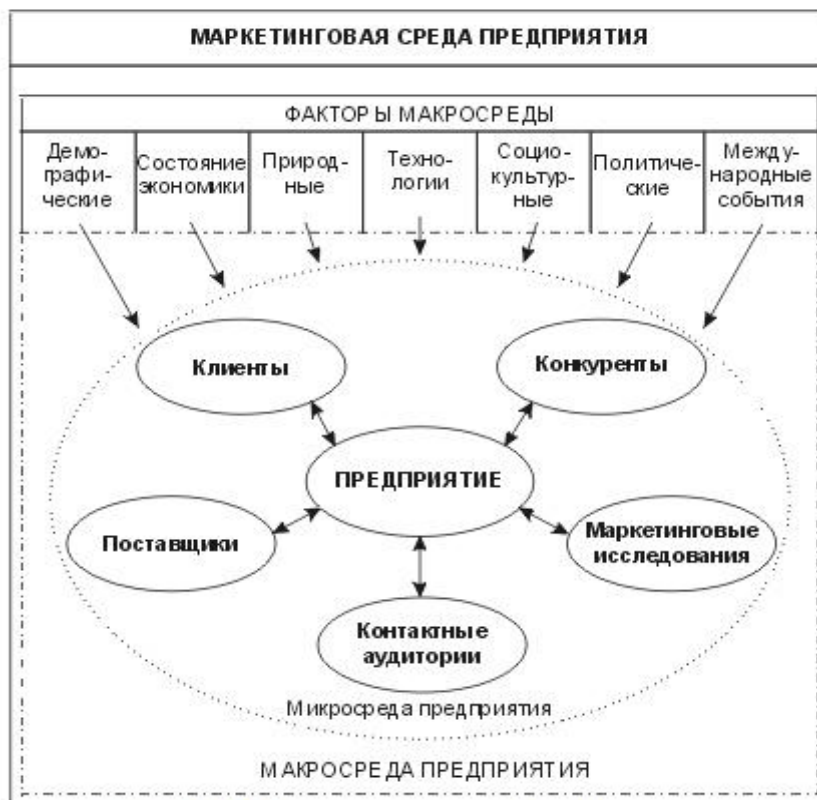 МАРКЕТИНГОВАЯ СРЕДА ПРЕДПРИЯТИЯ
ФАКТОРЫ МАКРОСРЕДЫ
Демо-
графи-
ческие
Состояние
экономики
Природ-
ные
Техно-
логии
Социо-
культур-
ные
Политиче-
ские
Между-
народные
события
Клиенты
Конкуренты
ПРЕДПРИЯТИЕ
Поставщики
Маркетинговые
исследования
Контактные
аудитории
Микросреда предприятия
МАКРОСРЕДА ПРЕДПРИЯТИЯ